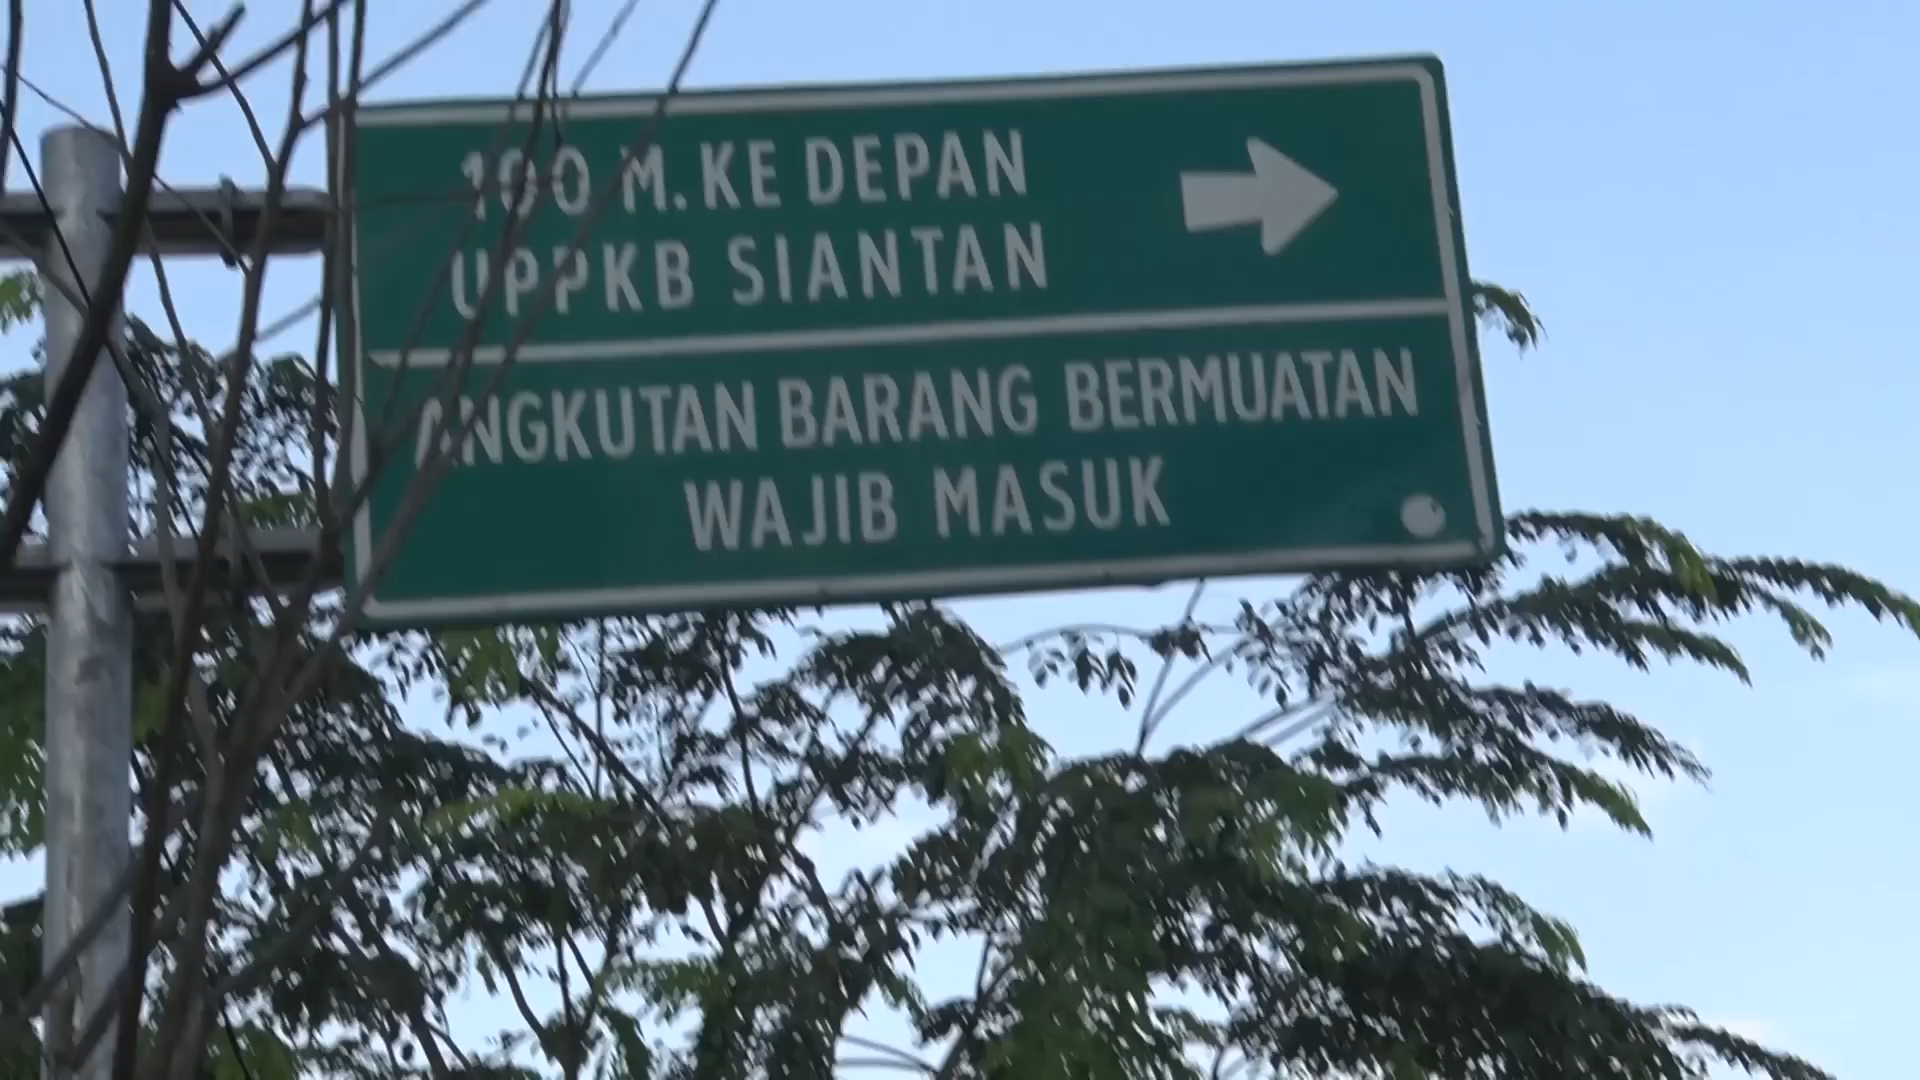 100 M. KE DEPAN
UPPKB SIANTAN
ANGKUTAN BARANG BERMUATAN
WAJIB MASUK